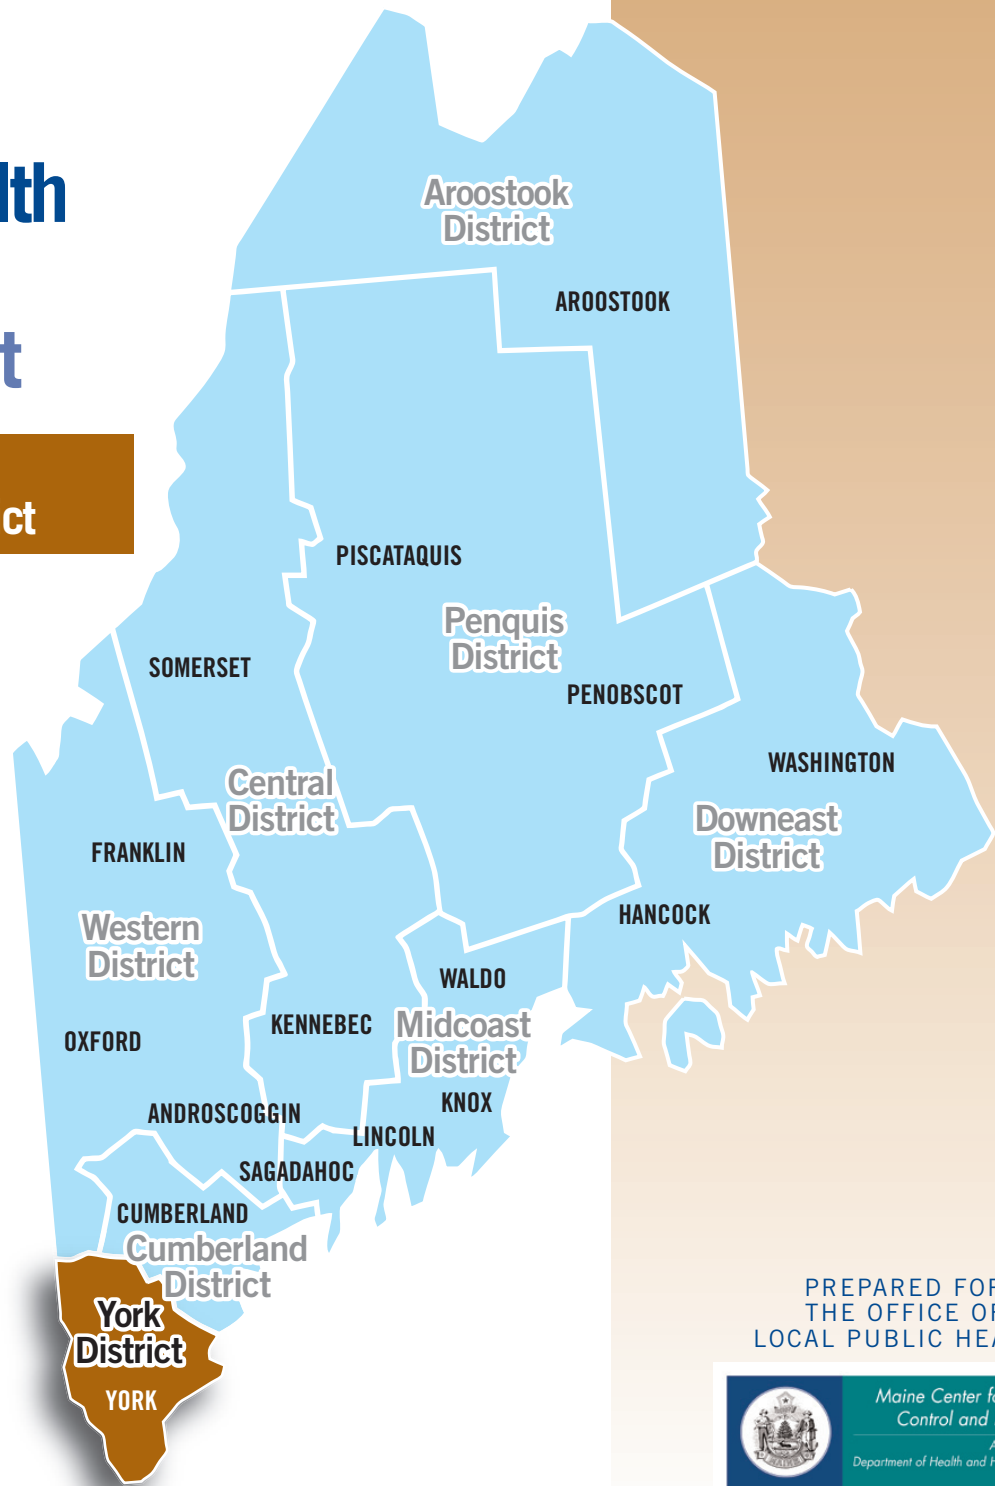 lth
t
ct
Aroostook
District
AROOSTOOK
PISCATAQUIS
Penquis
District
SOMERSET
PENOBSCOT
WASHINGTON
Central
District
Downeast
District
FRANKLIN
HANCOCK
Western
District
WALDO
KENNEBEC
Midcoast
District
OXFORD
KNOX
ANDROSCOGGIN
LINCOLN
SAGADAHOC
CUMBERLAND
Cumberland
District
York
District
YORK
PREPARED FOR
THE OFFICE OF
LOCAL PUBLIC HEA
Maine Center fo
Control and
A
Department of Health and H